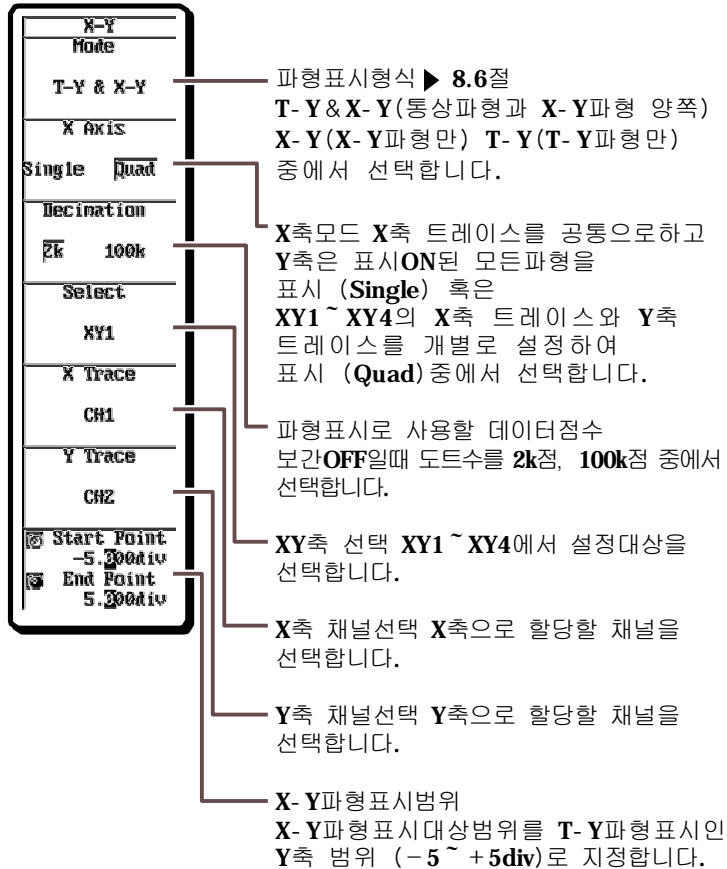 X-Y
Mode
T-Y & X-Y
X Axis
Single Quad
Decimation
2k 100k
Select
XY1
X Trace
CH1
Y Trace
CH2
Start Point
-5.00div
End Point
5.00div
파형표시형식 ▶ 8.6절
T-Y&X-Y(통상파형과 X-Y파형 양쪽)
X-Y(X-Y파형만) T-Y(T-Y파형만)
중에서 선택합니다.
X축모드 X축 트레이스를 공통으로하고
Y축은 표시ON된 모든파형을
표시 (Single) 혹은
XY1~XY4의 X축 트레이스와 Y축
트레이스를 개별로 설정하여
표시 (Quad)중에서 선택합니다.
파형표시로 사용할 데이터점수
보간OFF일때 도트수를 2k점, 100k점 중에서
선택합니다.
XY축 선택 XY1~XY4에서 설정대상을
선택합니다.
X축 채널선택 X축으로 할당할 채널을
선택합니다.
Y축 채널선택 Y축으로 할당할 채널을
선택합니다.
X-Y파형표시범위
X-Y파형표시대상범위를 T-Y파형표시인
Y축 범위 (-5~+5div)로 지정합니다.